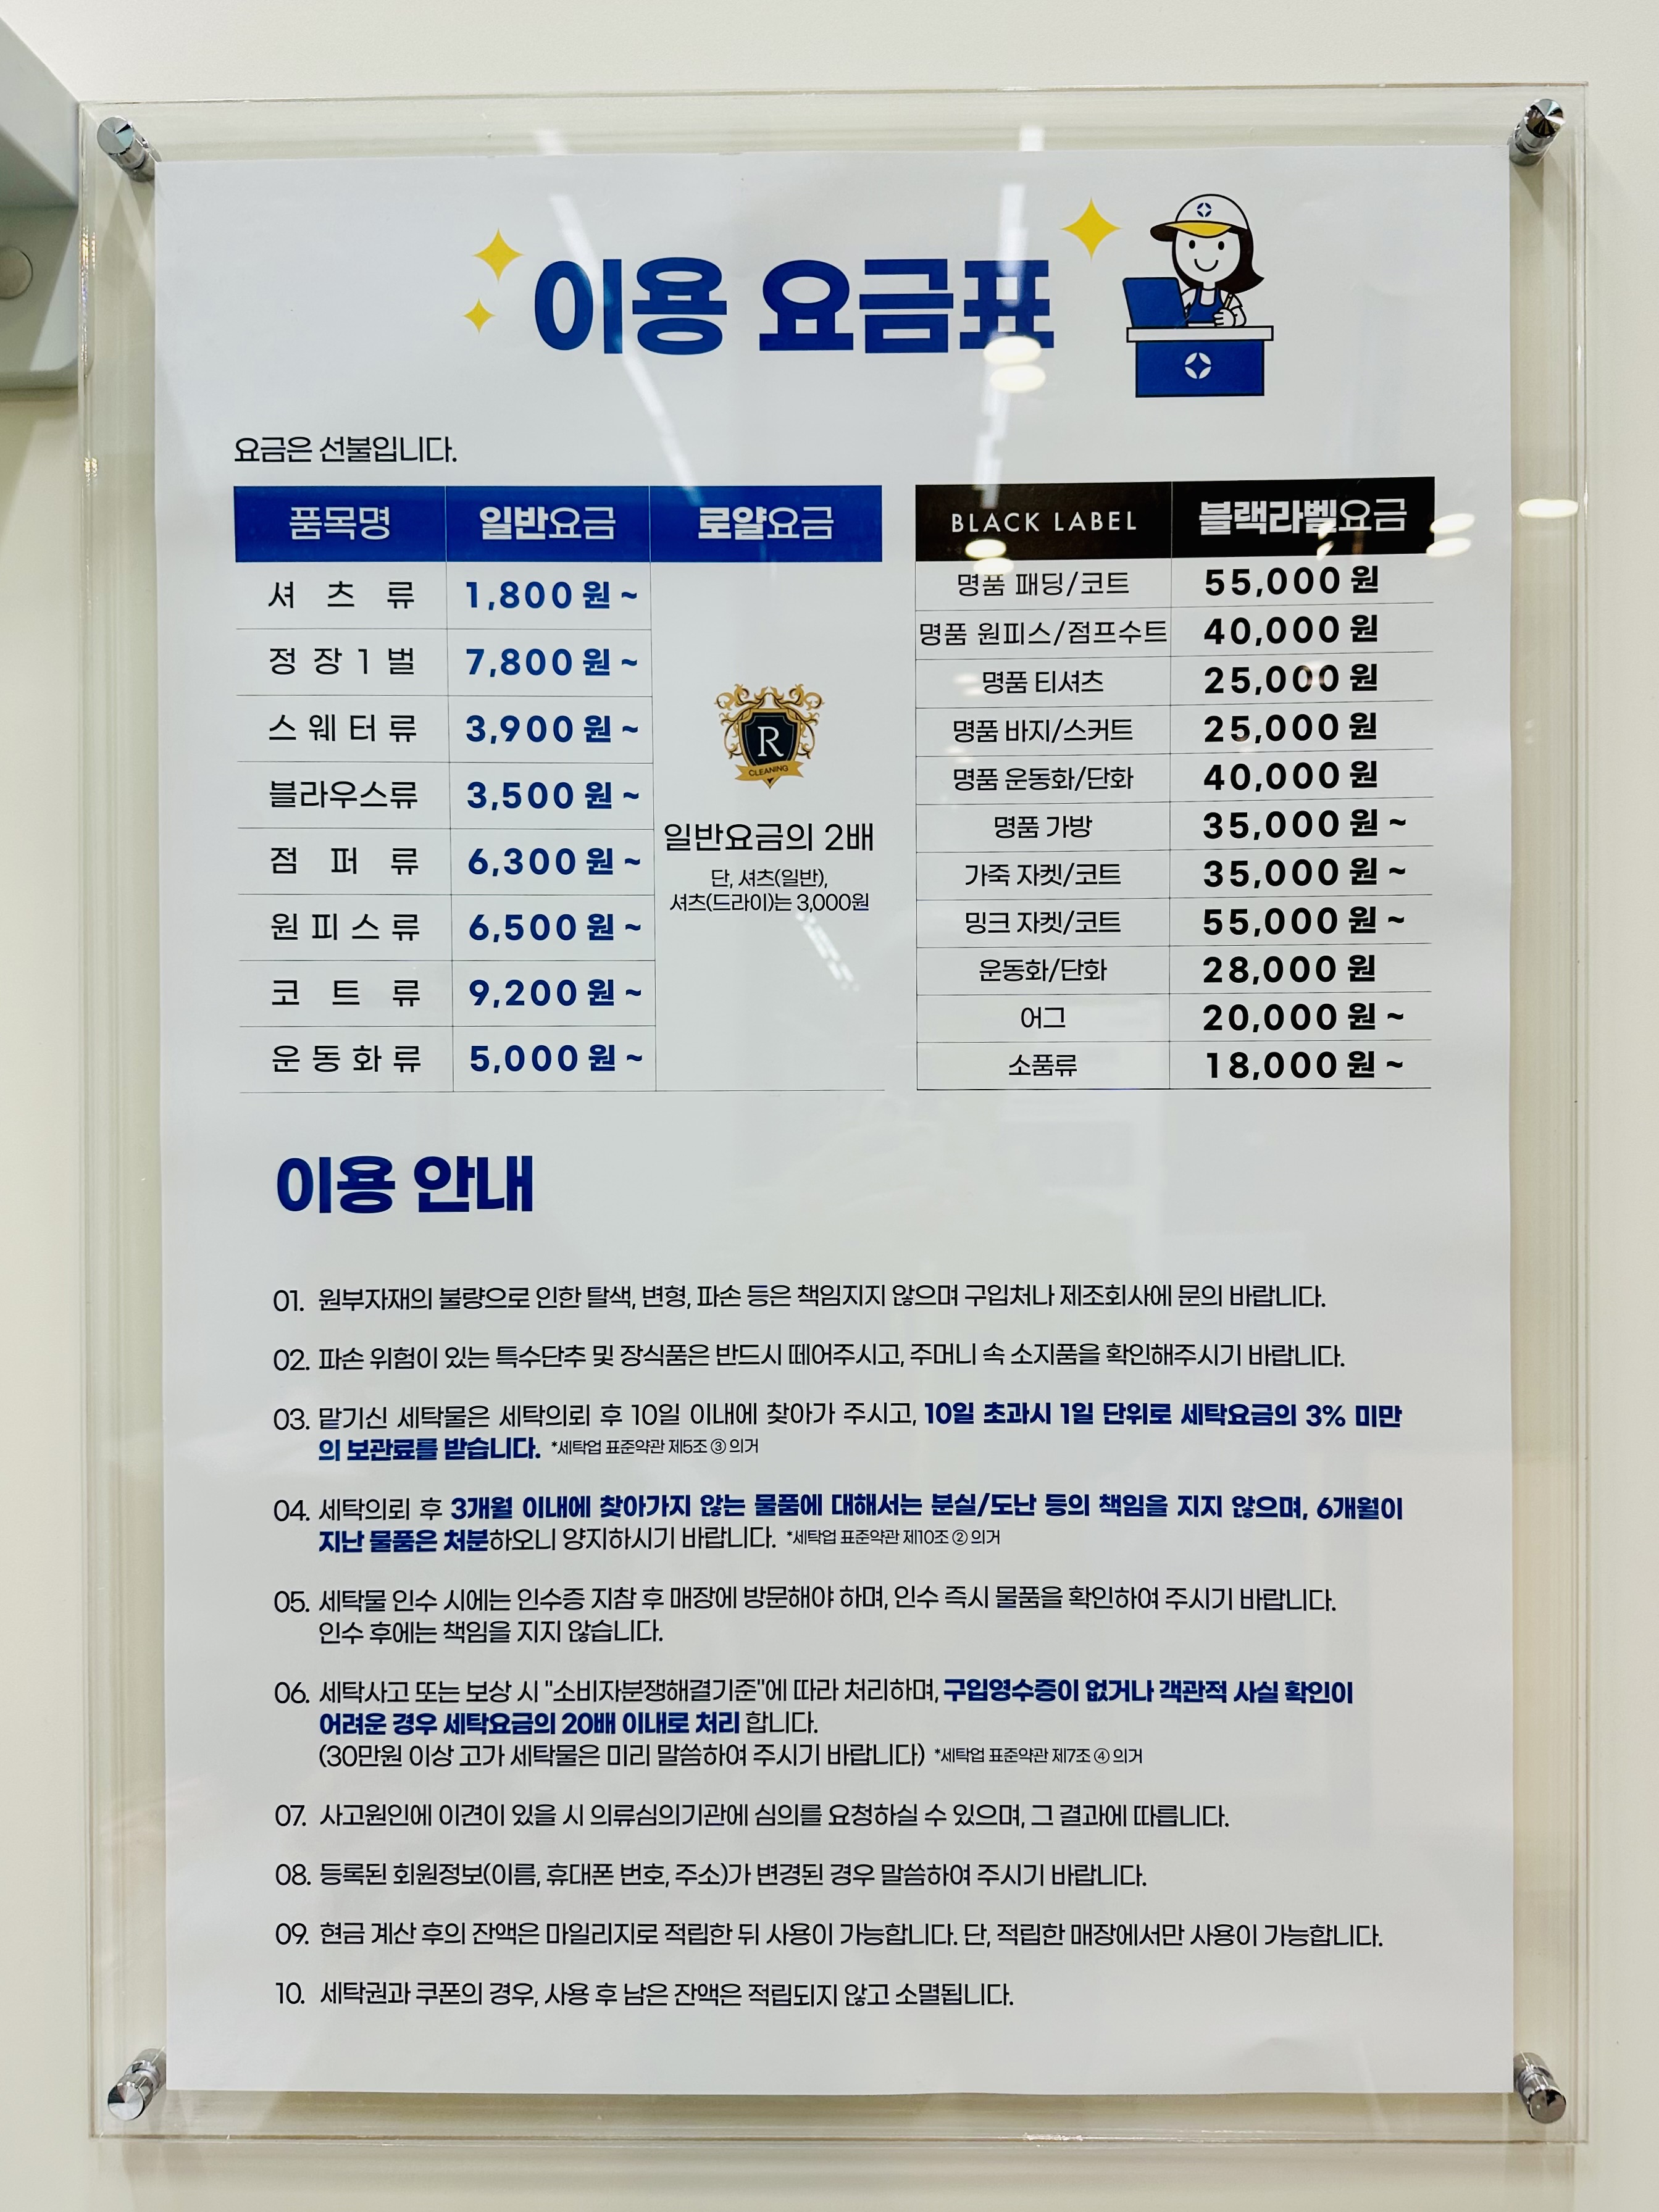 이용 요금표
요금은 선불입니다.
품목명 일반요금 로얄요금
셔츠류 1,800원~
정장1벌 7,800원~
스웨터류 3,900원~
블라우스류 3,500원~
점퍼류 6,300원~
원피스류 6,500원~
코트류 9,200원~
운동화류 5,000원~
R
CLEANING
일반요금의 2배
단, 셔츠(일반),
셔츠(드라이)는 3,000원
BLACK LABEL 블랙라벨요금
명품 패딩/코트 55,000원
명품 원피스/점프수트 40,000원
명품 티셔츠 25,000원
명품 바지/스커트 25,000원
명품 운동화/단화 40,000원
명품 가방 35,000원~
가죽 자켓/코트 35,000원~
밍크 자켓/코트 55,000원~
운동화/단화 28,000원
어그 20,000원~
소품류 18,000원~
이용 안내
01. 원부자재의 불량으로 인한 탈색, 변형, 파손 등은 책임지지 않으며 구입처나 제조회사에 문의 바랍니다.
02. 파손 위험이 있는 특수단추 및 장식품은 반드시 떼어주시고, 주머니 속 소지품을 확인해주시기 바랍니다.
03. 맡기신 세탁물은 세탁의뢰 후 10일 이내에 찾아가 주시고, 10일 초과시 1일 단위로 세탁요금의 3% 미만
의 보관료를 받습니다. *세탁업 표준약관 제5조 ③ 의거
04. 세탁의뢰 후 3개월 이내에 찾아가지 않는 물품에 대해서는 분실/도난 등의 책임을 지지 않으며, 6개월이
지난 물품은 처분하오니 양지하시기 바랍니다. *세탁업 표준약관 제10조 ② 의거
05. 세탁물 인수 시에는 인수증 지참 후 매장에 방문해야 하며, 인수 즉시 물품을 확인하여 주시기 바랍니다.
인수 후에는 책임을 지지 않습니다.
06. 세탁사고 또는 보상 시 "소비자분쟁해결기준"에 따라 처리하며, 구입영수증이 없거나 객관적 사실 확인이
어려운 경우 세탁요금의 20배 이내로 처리 합니다.
(30만원 이상 고가 세탁물은 미리 말씀하여 주시기 바랍니다) *세탁업 표준약관 제7조 ④ 의거
07. 사고원인에 이견이 있을 시 의류심의기관에 심의를 요청하실 수 있으며, 그 결과에 따릅니다.
08. 등록된 회원정보(이름, 휴대폰 번호, 주소)가 변경된 경우 말씀하여 주시기 바랍니다.
09. 현금 계산 후의 잔액은 마일리지로 적립한 뒤 사용이 가능합니다. 단, 적립한 매장에서만 사용이 가능합니다.
10. 세탁권과 쿠폰의 경우, 사용 후 남은 잔액은 적립되지 않고 소멸됩니다.